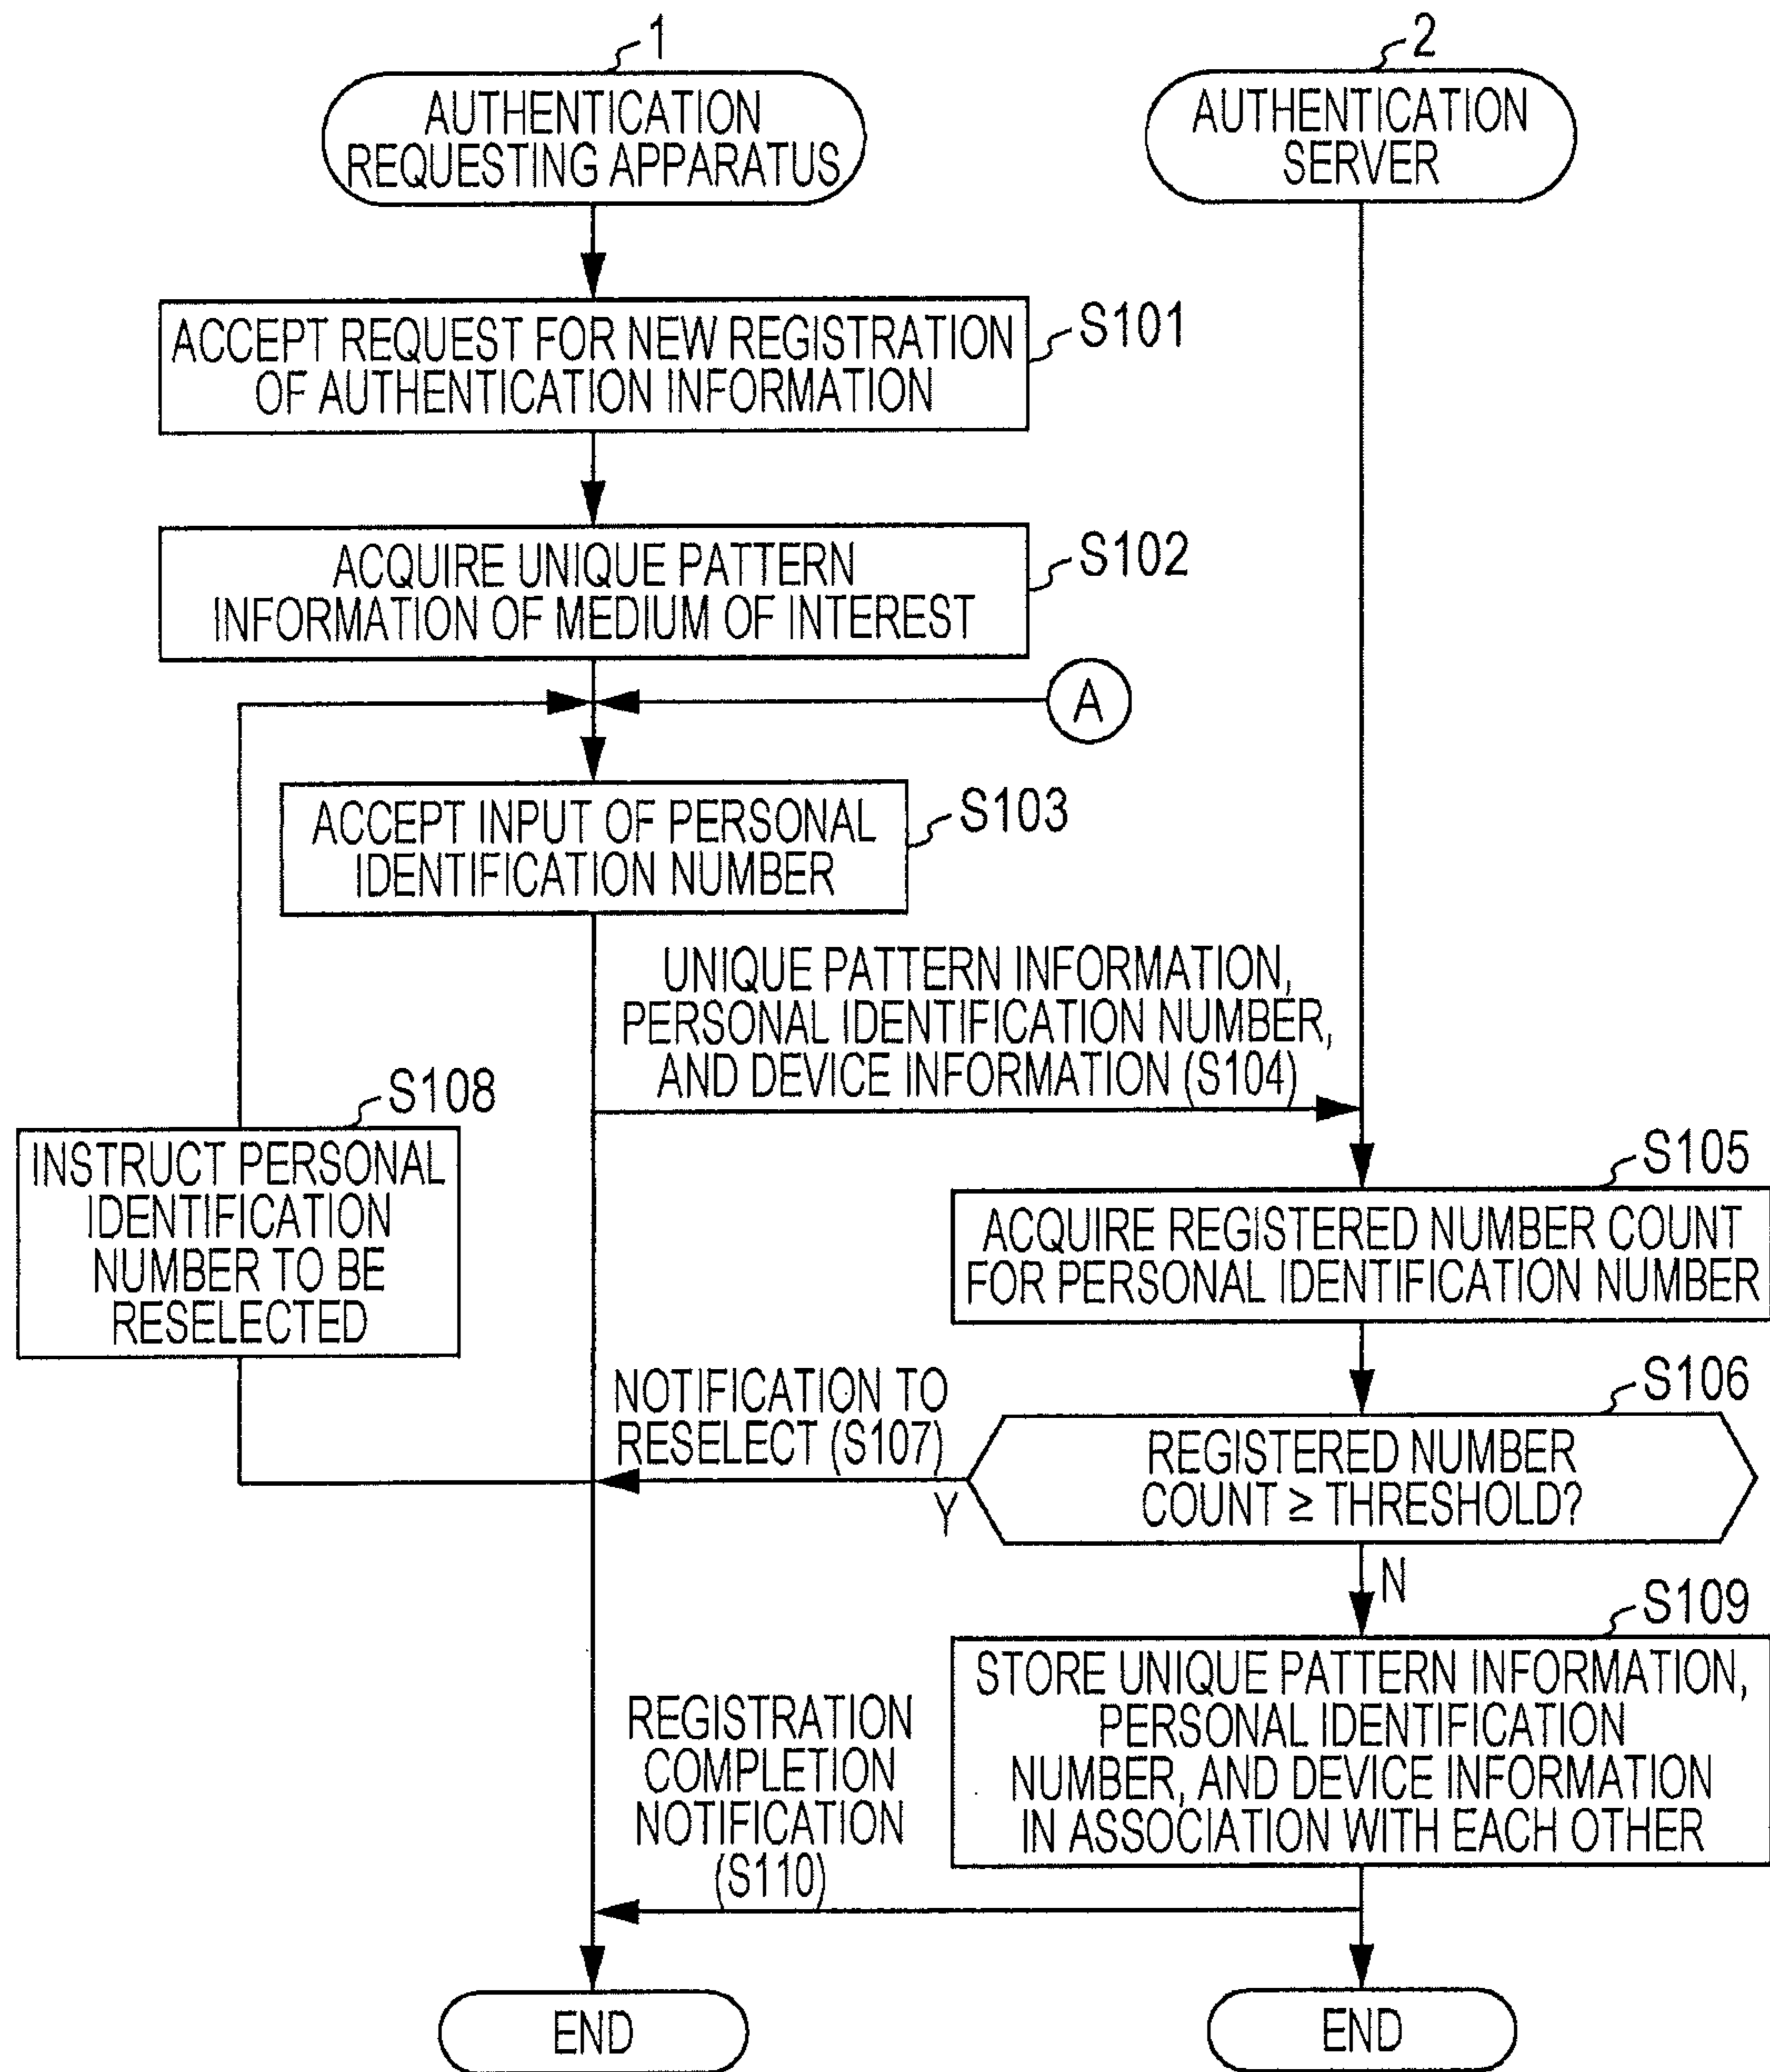 1
AUTHENTICATION
REQUESTING APPARATUS
2
AUTHENTICATION
SERVER
ACCEPT REQUEST FOR NEW REGISTRATION
OF AUTHENTICATION INFORMATION
S101
ACQUIRE UNIQUE PATTERN
INFORMATION OF MEDIUM OF INTEREST
S102
A
ACCEPT INPUT OF PERSONAL
IDENTIFICATION NUMBER
S103
UNIQUE PATTERN INFORMATION,
PERSONAL IDENTIFICATION NUMBER,
AND DEVICE INFORMATION (S104)
S108
INSTRUCT PERSONAL
IDENTIFICATION
NUMBER TO BE
RESELECTED
S105
ACQUIRE REGISTERED NUMBER COUNT
FOR PERSONAL IDENTIFICATION NUMBER
NOTIFICATION TO
RESELECT (S107)
Y
S106
REGISTERED NUMBER
COUNT ≥ THRESHOLD?
N
S109
STORE UNIQUE PATTERN INFORMATION,
PERSONAL IDENTIFICATION
NUMBER, AND DEVICE INFORMATION
IN ASSOCIATION WITH EACH OTHER
REGISTRATION
COMPLETION
NOTIFICATION
(S110)
END
END